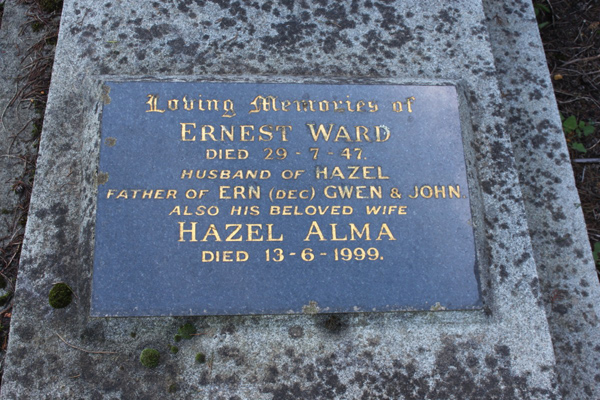 Loving Memories of
ERNEST WARD
DIED 29-7-47.
HUSBAND OF HAZEL
FATHER OF ERN (DEC) GWEN & JOHN.
ALSO HIS BELOVED WIFE
HAZEL ALMA
DIED 13-6-1999.